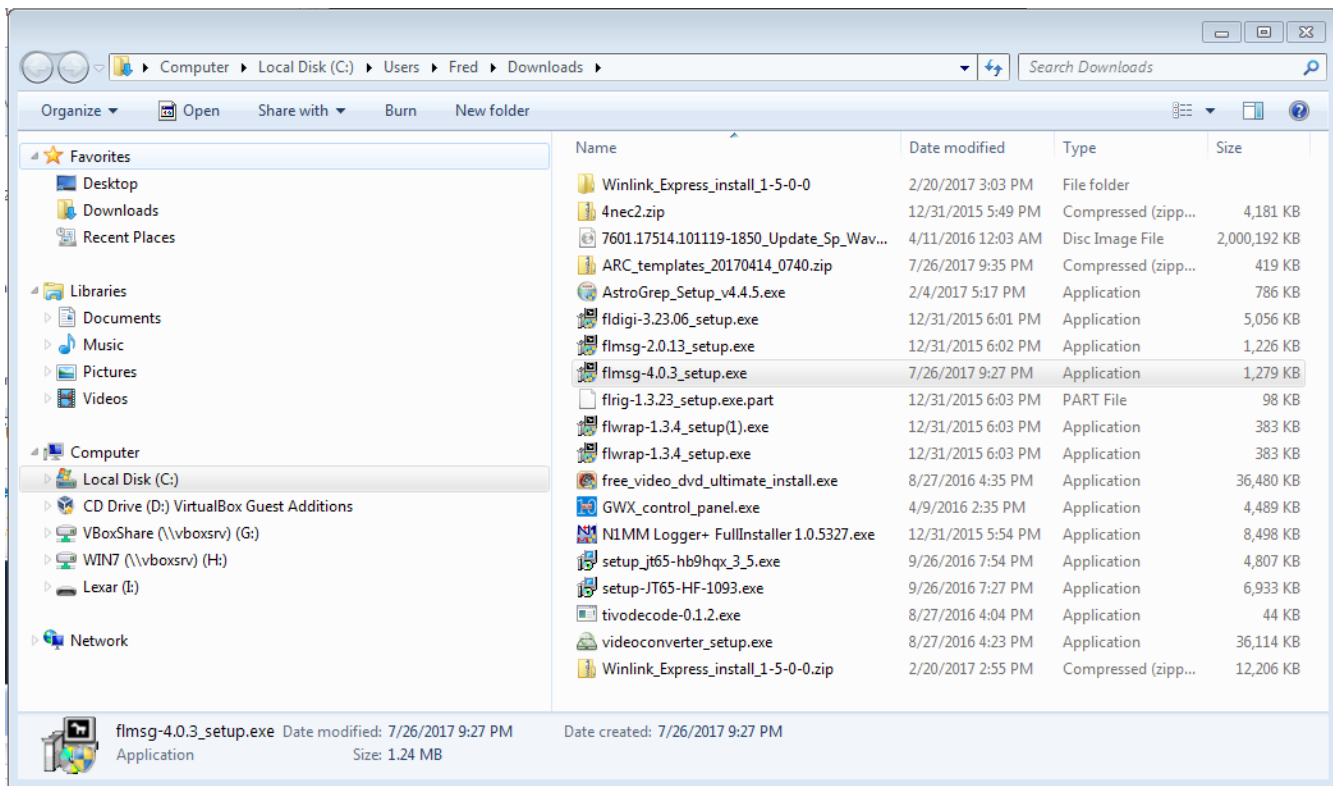 Computer ▸ Local Disk (C:) ▸ Users ▸ Fred ▸ Downloads ▸ Search Downloads
Organize Open Share with Burn New folder
Favorites
Desktop
Downloads
Recent Places
Libraries
Documents
Music
Pictures
Videos
Computer
Local Disk (C:)
CD Drive (D:) VirtualBox Guest Additions
VBoxShare (\\vboxsrv) (G:)
WIN7 (\\vboxsrv) (H:)
Lexar (I:)
Network
Name Date modified Type Size
Winlink_Express_install_1-5-0-0 2/20/2017 3:03 PM File folder
4nec2.zip 12/31/2015 5:49 PM Compressed (zipp... 4,181 KB
7601.17514.101119-1850_Update_Sp_Wav... 4/11/2016 12:03 AM Disc Image File 2,000,192 KB
ARC_templates_20170414_0740.zip 7/26/2017 9:35 PM Compressed (zipp... 419 KB
AstroGrep_Setup_v4.4.5.exe 2/4/2017 5:17 PM Application 786 KB
fldigi-3.23.06_setup.exe 12/31/2015 6:01 PM Application 5,056 KB
flmsg-2.0.13_setup.exe 12/31/2015 6:02 PM Application 1,226 KB
flmsg-4.0.3_setup.exe 7/26/2017 9:27 PM Application 1,279 KB
flrig-1.3.23_setup.exe.part 12/31/2015 6:03 PM PART File 98 KB
flwrap-1.3.4_setup(1).exe 12/31/2015 6:03 PM Application 383 KB
flwrap-1.3.4_setup.exe 12/31/2015 6:03 PM Application 383 KB
free_video_dvd_ultimate_install.exe 8/27/2016 4:35 PM Application 36,480 KB
GWX_control_panel.exe 4/9/2016 2:35 PM Application 4,489 KB
N1MM Logger+ FullInstaller 1.0.5327.exe 12/31/2015 5:54 PM Application 8,498 KB
setup_jt65-hb9hqx_3_5.exe 9/26/2016 7:54 PM Application 4,807 KB
setup-JT65-HF-1093.exe 9/26/2016 7:27 PM Application 6,933 KB
tivodecode-0.1.2.exe 8/27/2016 4:04 PM Application 44 KB
videoconverter_setup.exe 8/27/2016 4:23 PM Application 36,114 KB
Winlink_Express_install_1-5-0-0.zip 2/20/2017 2:55 PM Compressed (zipp... 12,206 KB
flmsg-4.0.3_setup.exe Date modified: 7/26/2017 9:27 PM Date created: 7/26/2017 9:27 PM
Application Size: 1.24 MB